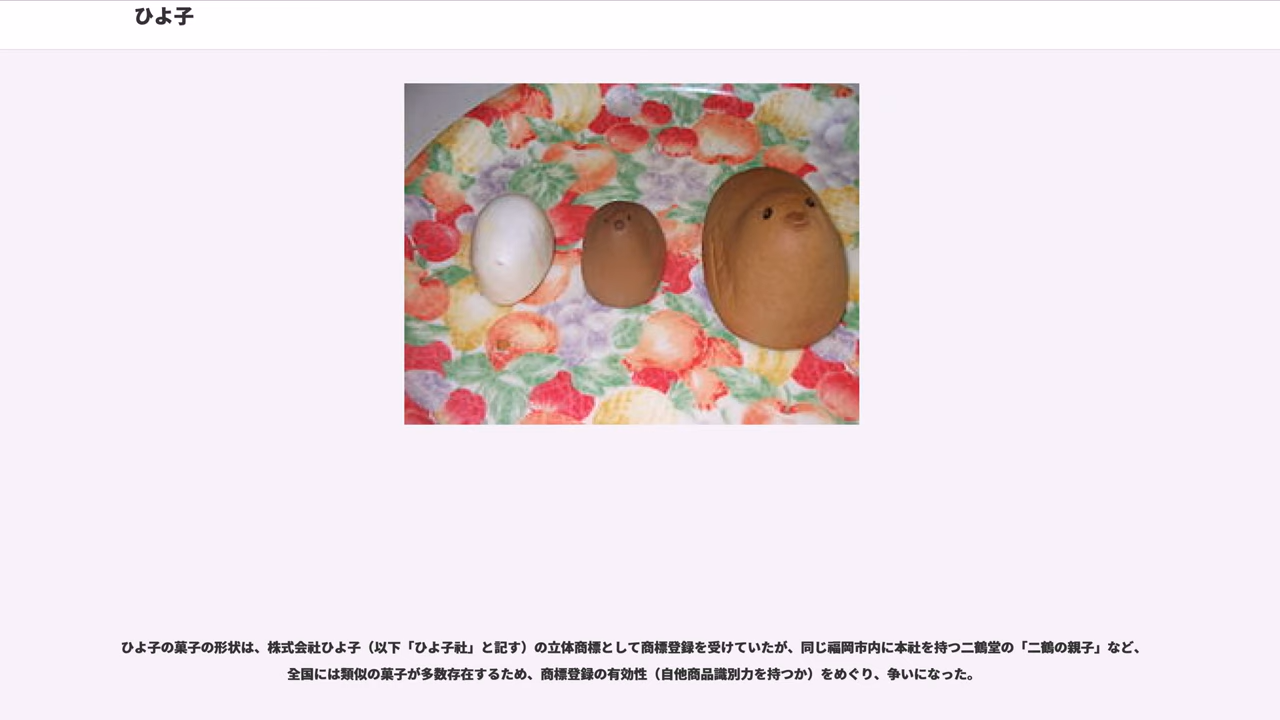 ひよ子
ひよ子の菓子の形状は、株式会社ひよ子（以下「ひよ子社」と記す）の立体商標として商標登録を受けていたが、同じ福岡市内に本社を持つ二鶴堂の「二鶴の親子」など、
全国には類似の菓子が多数存在するため、商標登録の有効性（自他商品識別力を持つか）をめぐり、争いになった。